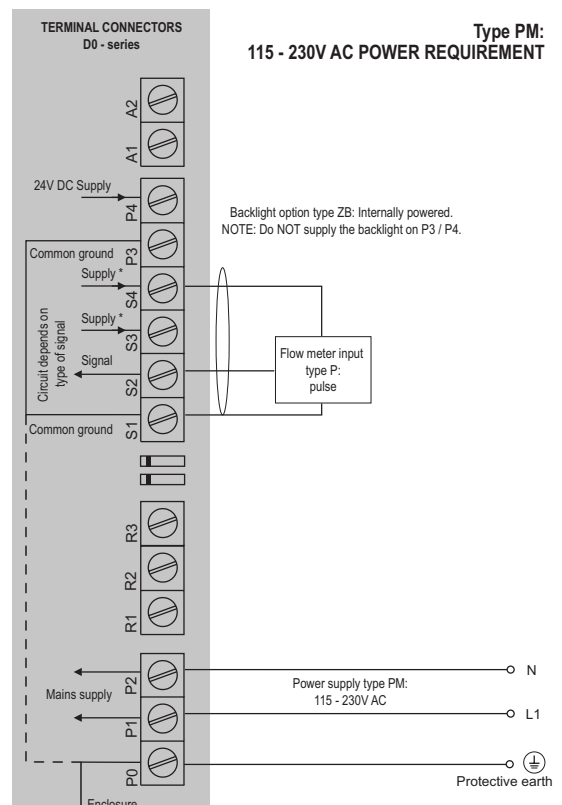 TERMINAL CONNECTORS
D0 - series
Type PM:
115 - 230V AC POWER REQUIREMENT
A2
A1
24V DC Supply
P4
Backlight option type ZB: Internally powered.
NOTE: Do NOT supply the backlight on P3 / P4.
Common ground
P3
Supply *
S4
Supply *
S3
Circuit depends on
type of signal
Signal
S2
Flow meter input
type P:
pulse
Common ground
S1
R3
R2
R1
P2
N
Mains supply
Power supply type PM:
115 - 230V AC
P1
L1
P0
Protective earth
Enclosure